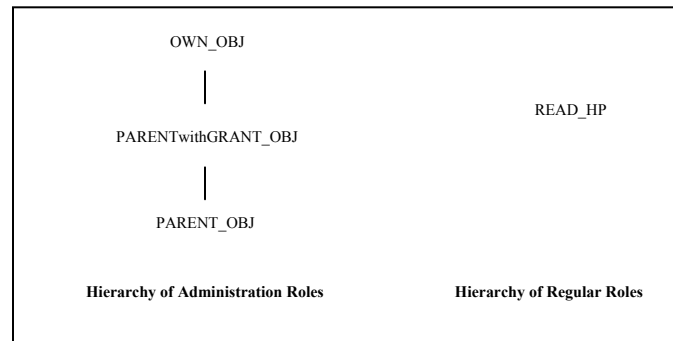 OWN_OBJ
PARENTwithGRANT_OBJ
PARENT_OBJ
Hierarchy of Administration Roles
READ_HP
Hierarchy of Regular Roles